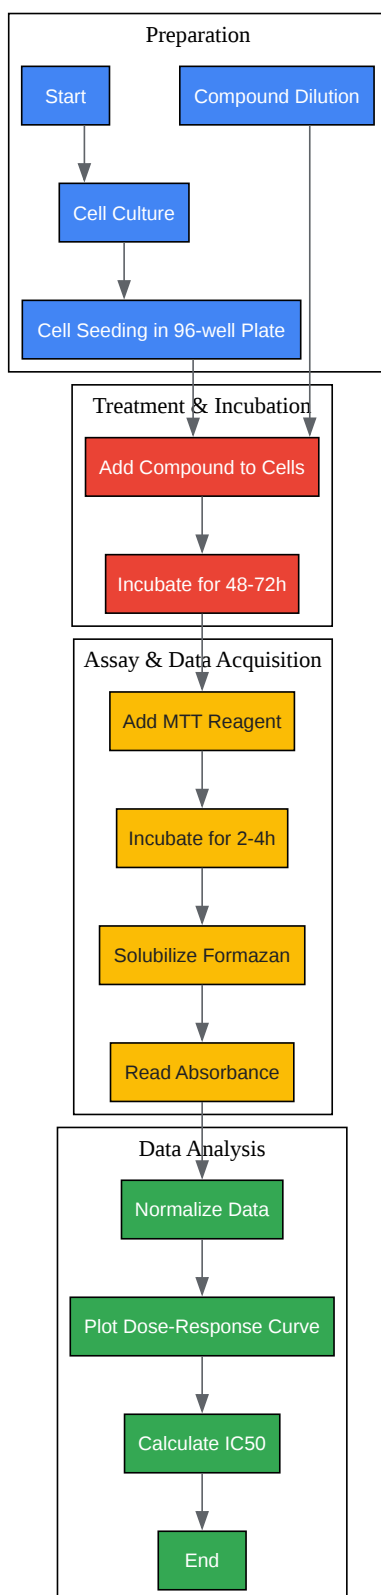 Preparation
Start
Compound Dilution
Cell Culture
Cell Seeding in 96-well Plate
Treatment & Incubation
Add Compound to Cells
Incubate for 48-72h
Assay & Data Acquisition
Add MTT Reagent
Incubate for 2-4h
Solubilize Formazan
Read Absorbance
Data Analysis
Normalize Data
Plot Dose-Response Curve
Calculate IC50
End